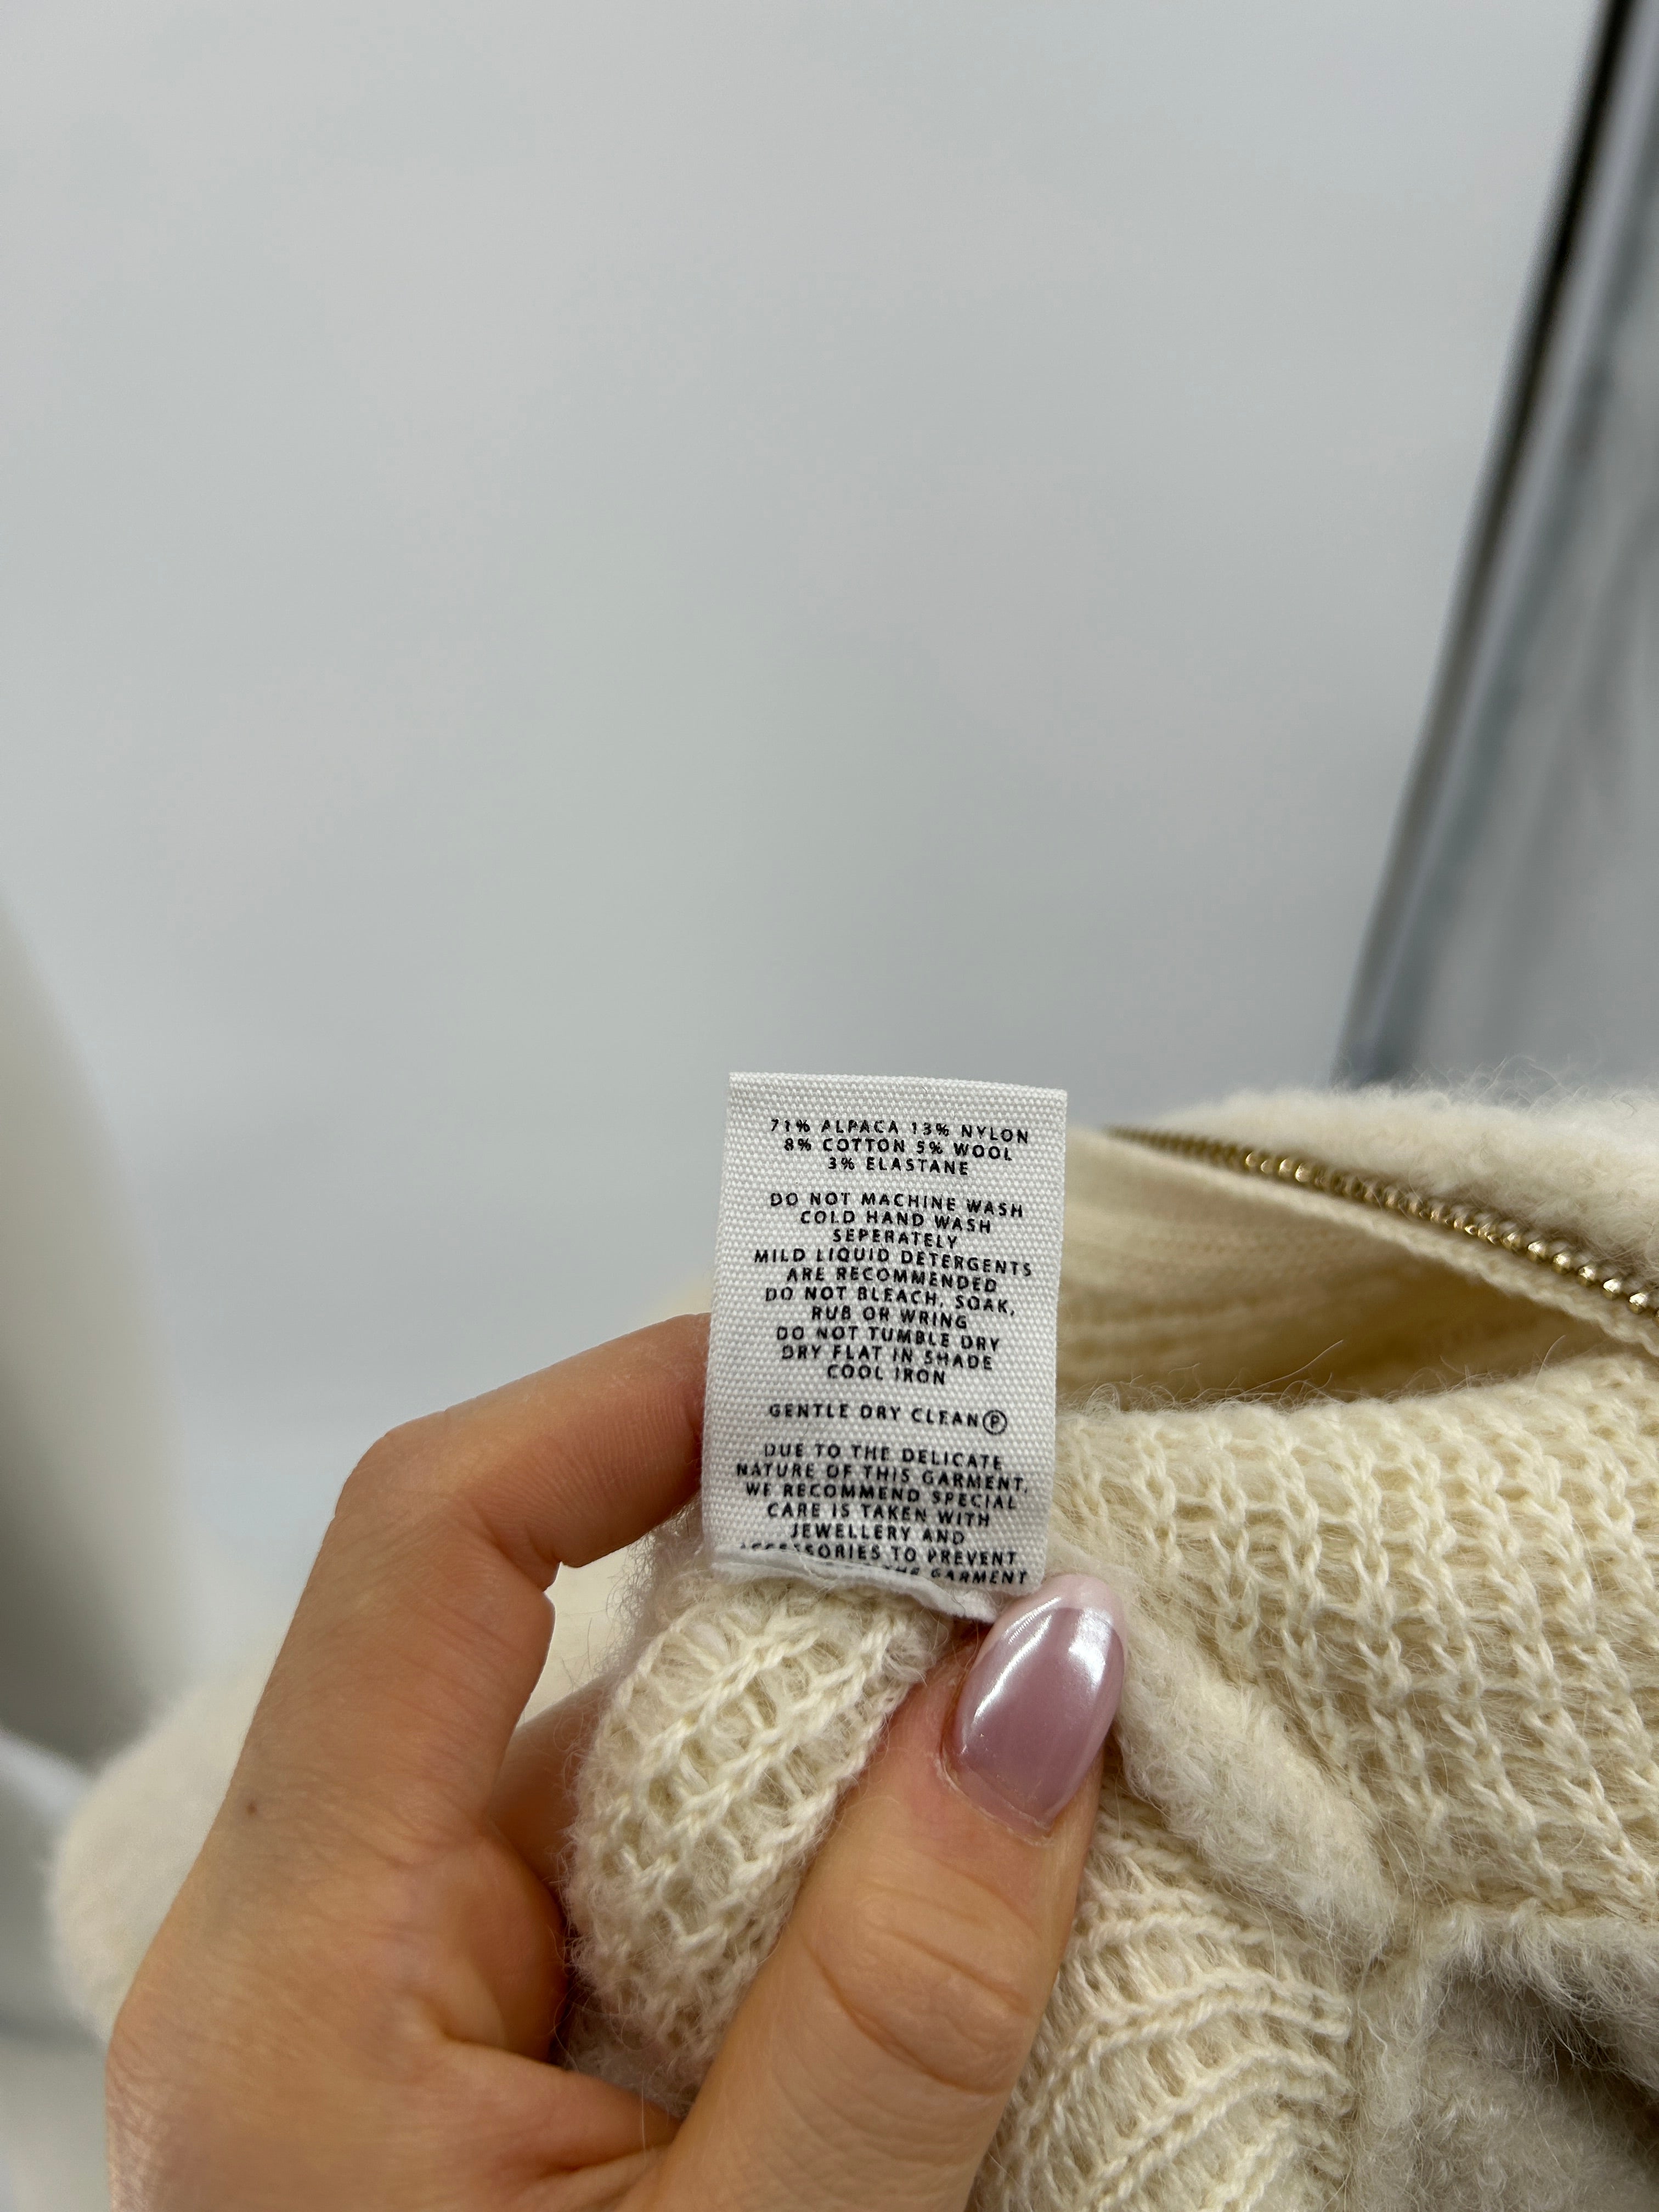 71% ALPACA 13% NYLON
8% COTTON 5% WOOL
3% ELASTANE
DO NOT MACHINE WASH
COLD HAND WASH
SEPERATELY
MILD LIQUID DETERGENTS
ARE RECOMMENDED
DO NOT BLEACH, SOAK,
RUB OR WRING
DO NOT TUMBLE DRY
DRY FLAT IN SHADE
COOL IRON
GENTLE DRY CLEAN Ⓟ
DUE TO THE DELICATE
NATURE OF THIS GARMENT,
WE RECOMMEND SPECIAL
CARE IS TAKEN WITH
JEWELLERY AND
ACCESSORIES TO PREVENT
THE GARMENT